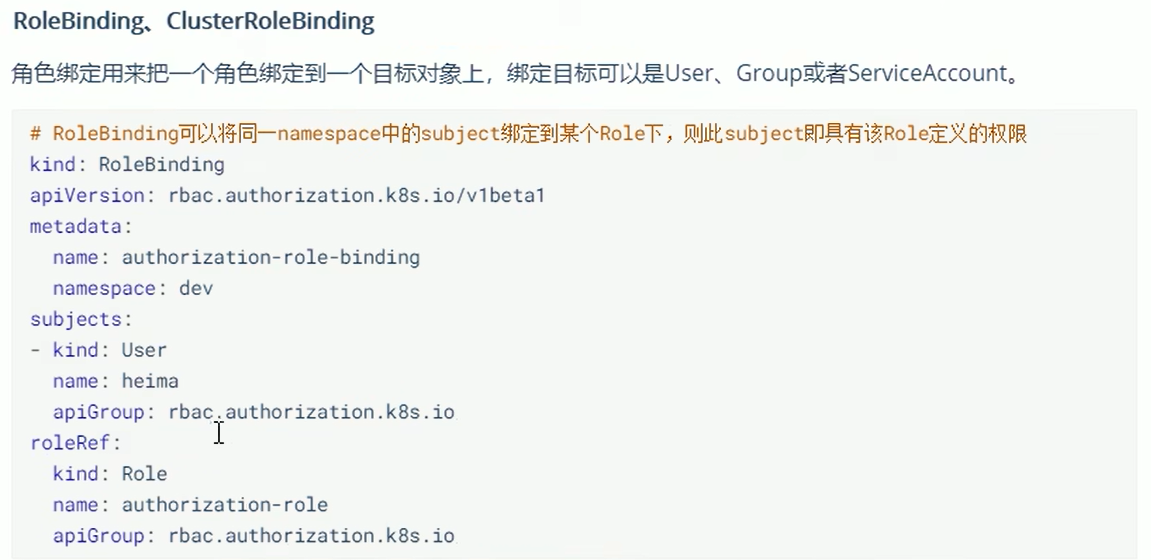 RoleBinding、ClusterRoleBinding
角色绑定用来把一个角色绑定到一个目标对象上，绑定目标可以是User、Group或者ServiceAccount。
# RoleBinding可以将同一namespace中的subject绑定到某个Role下，则此subject即具有该Role定义的权限
kind: RoleBinding
apiVersion: rbac.authorization.k8s.io/v1beta1
metadata:
  name: authorization-role-binding
  namespace: dev
subjects:
- kind: User
  name: heima
  apiGroup: rbac.authorization.k8s.io
roleRef:
  kind: Role
  name: authorization-role
  apiGroup: rbac.authorization.k8s.io